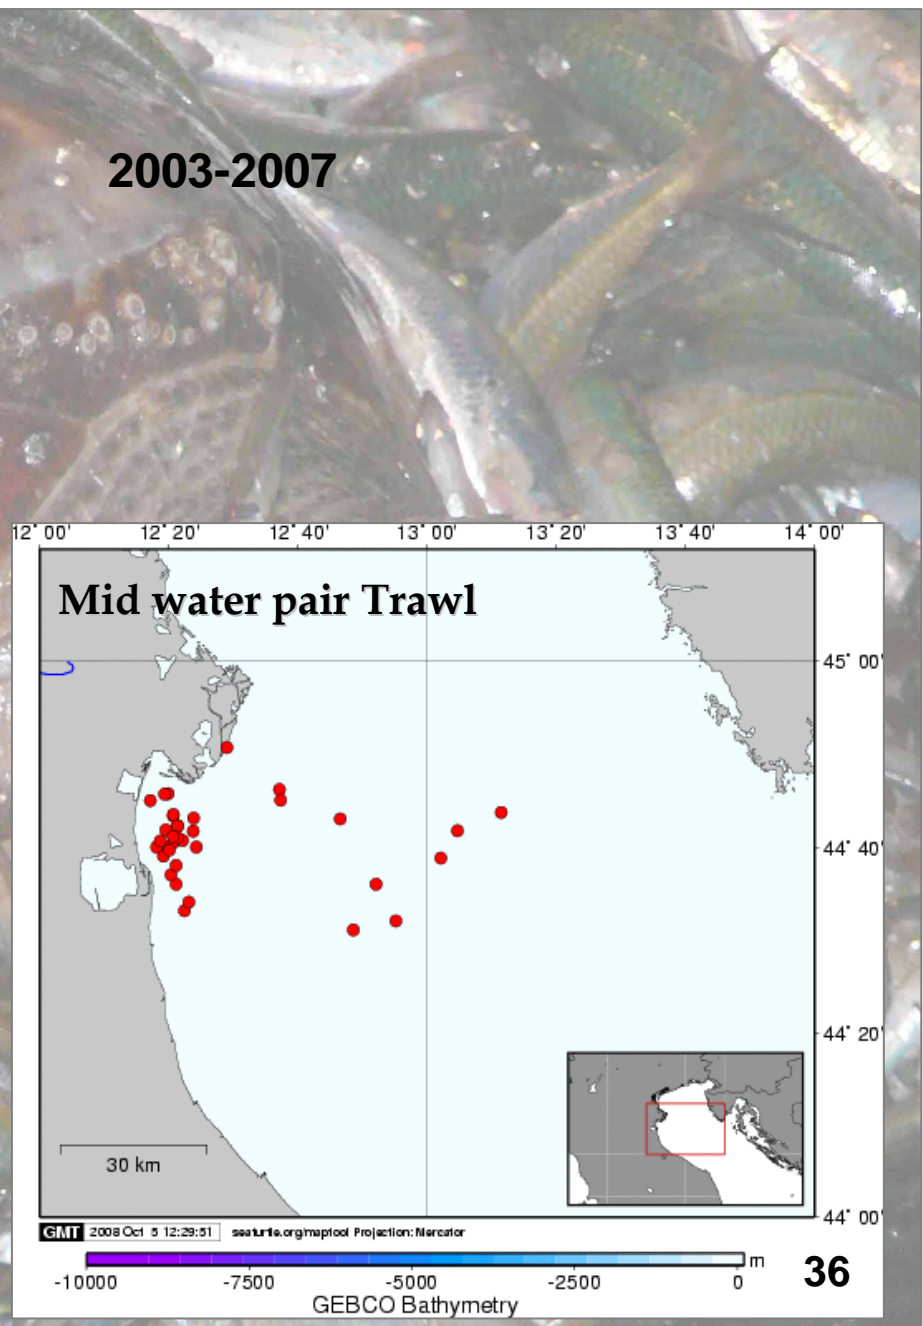 2003-2007
12° 00' 12° 20' 12° 40' 13° 00' 13° 20' 13° 40' 14° 00'
Mid water pair Trawl
45° 00'
44° 40'
44° 20'
30 km
44° 00'
GMT 2008 Oct 5 12:29:51 seaturtle.org/maptool Projection: Mercator
-10000 -7500 -5000 -2500 0 m
GEBCO Bathymetry
36